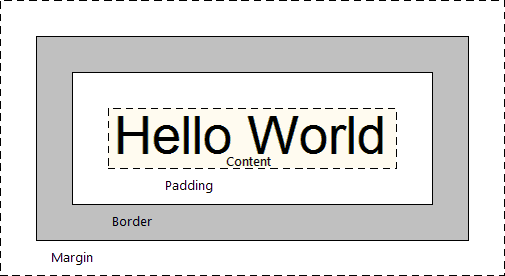 Hello World
Content
Padding
Border
Margin